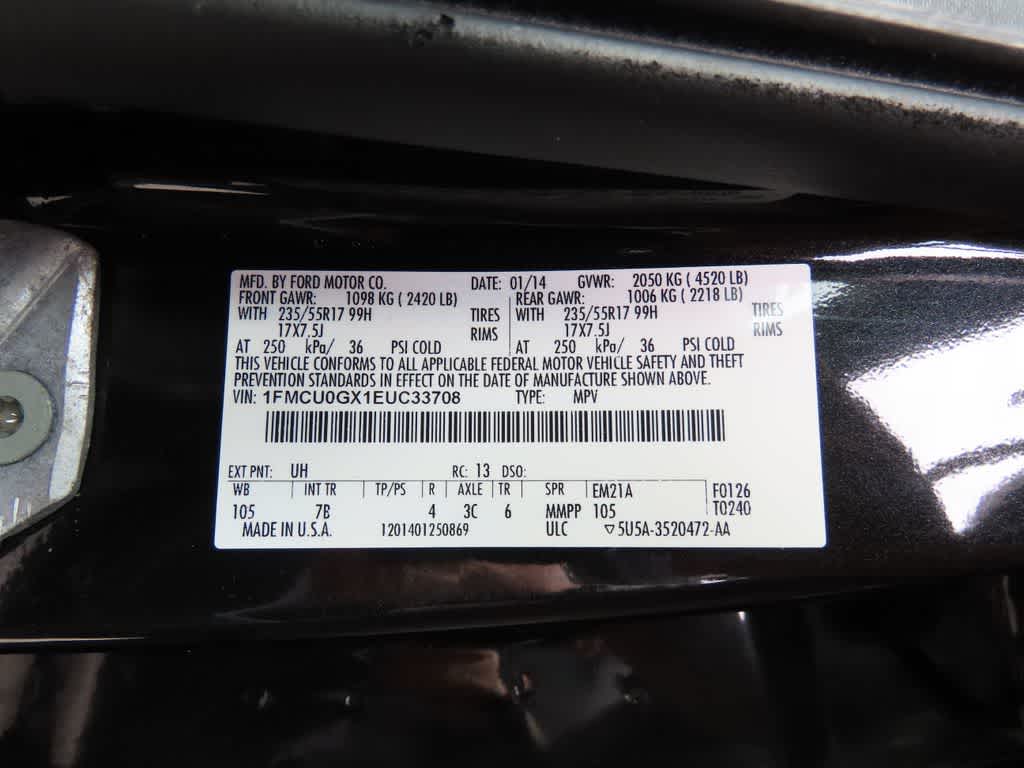 MFD. BY FORD MOTOR CO. DATE: 01/14 GVWR: 2050 KG ( 4520 LB)
FRONT GAWR: 1098 KG ( 2420 LB) REAR GAWR: 1006 KG ( 2218 LB)
WITH 235/55R17 99H TIRES WITH 235/55R17 99H TIRES
17X7.5J RIMS 17X7.5J RIMS
AT 250 kPa/ 36 PSI COLD AT 250 kPa/ 36 PSI COLD
THIS VEHICLE CONFORMS TO ALL APPLICABLE FEDERAL MOTOR VEHICLE SAFETY AND THEFT
PREVENTION STANDARDS IN EFFECT ON THE DATE OF MANUFACTURE SHOWN ABOVE.
VIN: 1FMCU0GX1EUC33708 TYPE: MPV
EXT PNT: UH RC: 13 DSO:
WB INT TR TP/PS R AXLE TR SPR EM21A F0126
105 7B 4 3C 6 MMPP 105 T0240
MADE IN U.S.A. 1201401250869 ULC ▽5U5A-3520472-AA